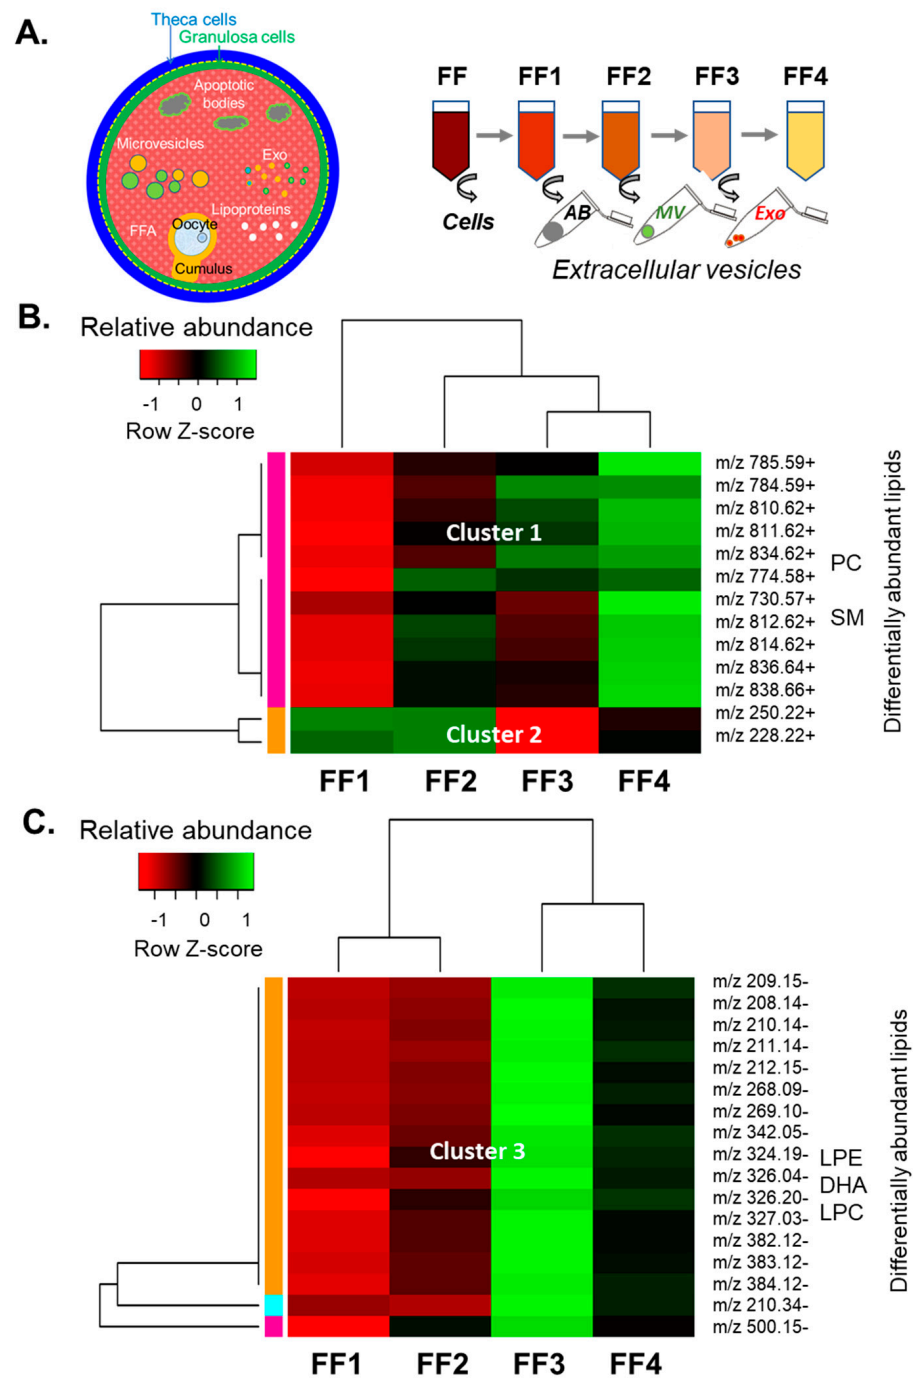 A.
Theca cells
Granulosa cells
Apoptotic
bodies
Microvesicles
Exo
Lipoproteins
FFA
Oocyte
Cumulus
FF FF1 FF2 FF3 FF4
Cells
AB
MV
Exo
Extracellular vesicles
B.
Relative abundance
-1 0 1
Row Z-score
Cluster 1
Cluster 2
m/z 785.59+
m/z 784.59+
m/z 810.62+
m/z 811.62+
m/z 834.62+
m/z 774.58+
m/z 730.57+
m/z 812.62+
m/z 814.62+
m/z 836.64+
m/z 838.66+
m/z 250.22+
m/z 228.22+
PC
SM
Differentially abundant lipids
FF1 FF2 FF3 FF4
C.
Relative abundance
-1 0 1
Row Z-score
Cluster 3
m/z 209.15-
m/z 208.14-
m/z 210.14-
m/z 211.14-
m/z 212.15-
m/z 268.09-
m/z 269.10-
m/z 342.05-
m/z 324.19-
m/z 326.04-
m/z 326.20-
m/z 327.03-
m/z 382.12-
m/z 383.12-
m/z 384.12-
m/z 210.34-
m/z 500.15-
LPE
DHA
LPC
Differentially abundant lipids
FF1 FF2 FF3 FF4